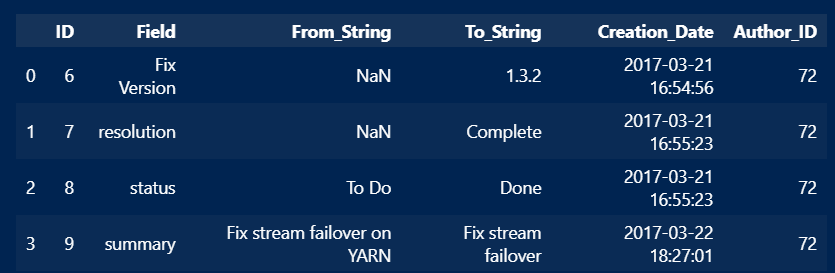 ID Field From_String To_String Creation_Date Author_ID
0 6 Fix Version NaN 1.3.2 2017-03-21 16:54:56 72
1 7 resolution NaN Complete 2017-03-21 16:55:23 72
2 8 status To Do Done 2017-03-21 16:55:23 72
3 9 summary Fix stream failover on YARN Fix stream failover 2017-03-22 18:27:01 72